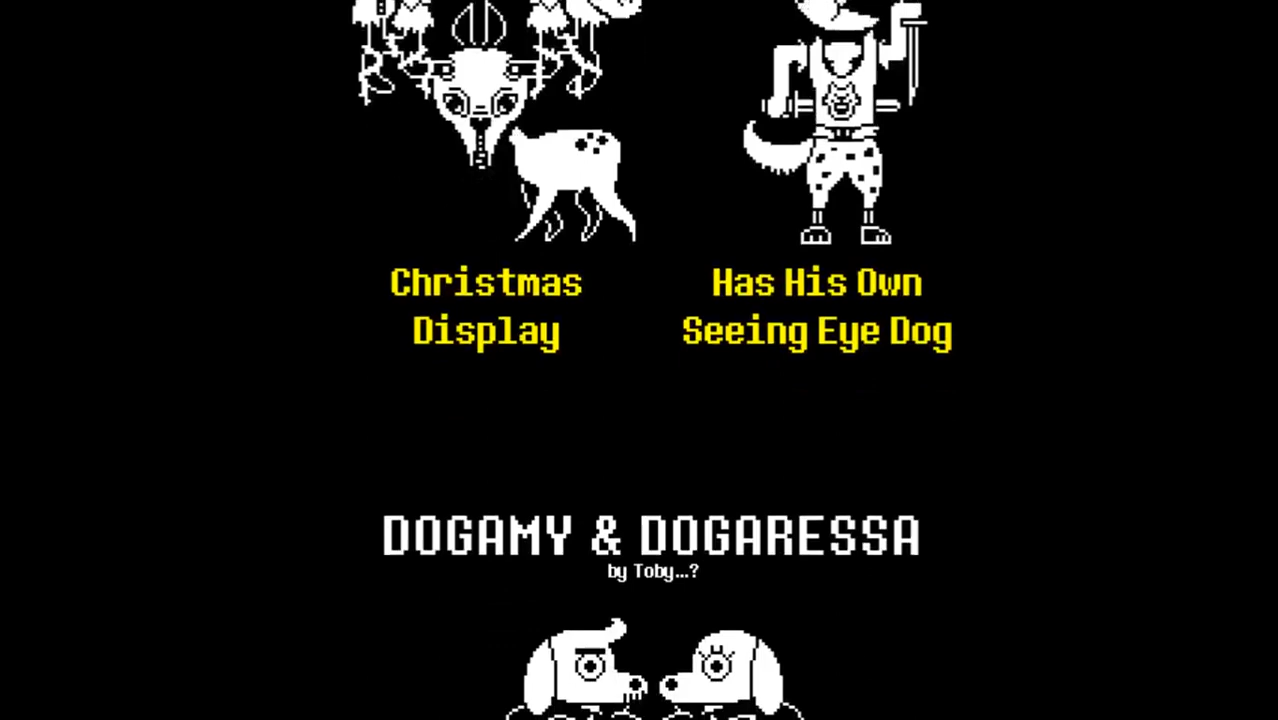 Christmas
Display
Has His Own
Seeing Eye Dog
DOGAMY & DOGARESSA
by Toby...?